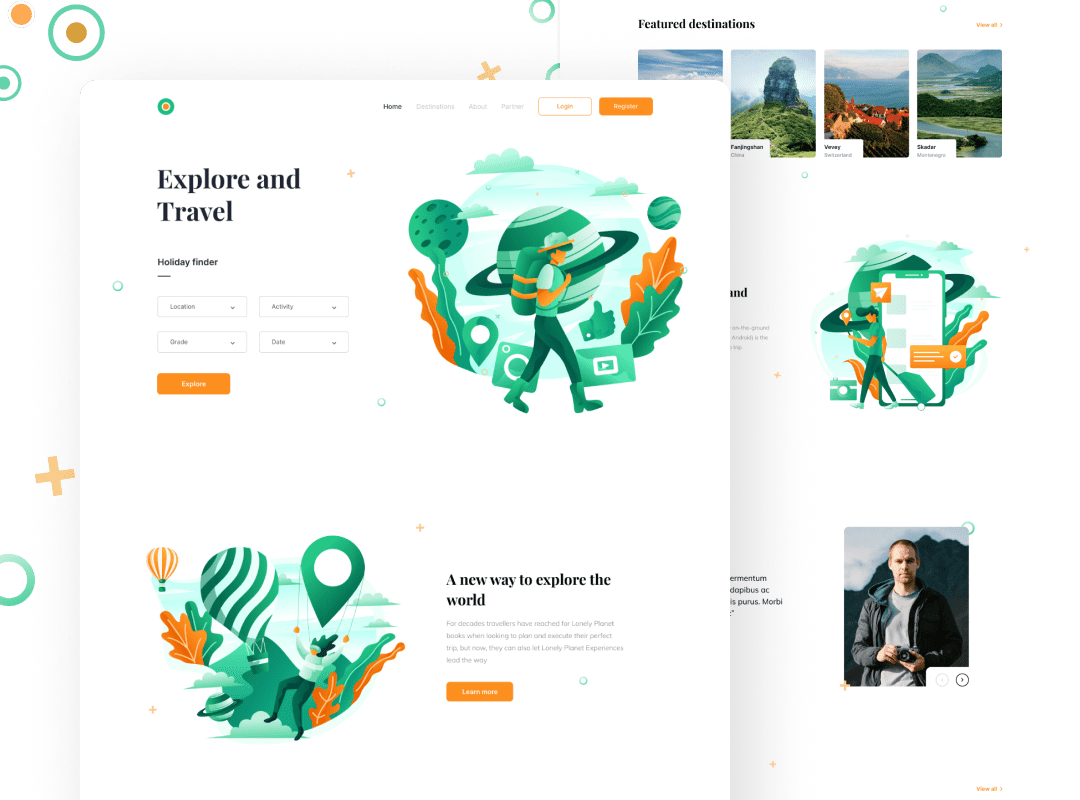 Featured destinations
View all >
Home
Destinations
About
Partner
Login
Register
Fanjingshan
China
Vevey
Switzerland
Skadar
Montenegro
Explore and
Travel
Holiday finder
Location
Activity
Grade
Date
Explore
and
on-the-ground
Android) is the
trip
A new way to explore the
world
For decades travellers have reached for Lonely Planet
books when looking to plan and execute their perfect
trip, but now, they can also let Lonely Planet Experiences
lead the way
Learn more
ermentum
dapibus ac
is purus. Morbi
View all >